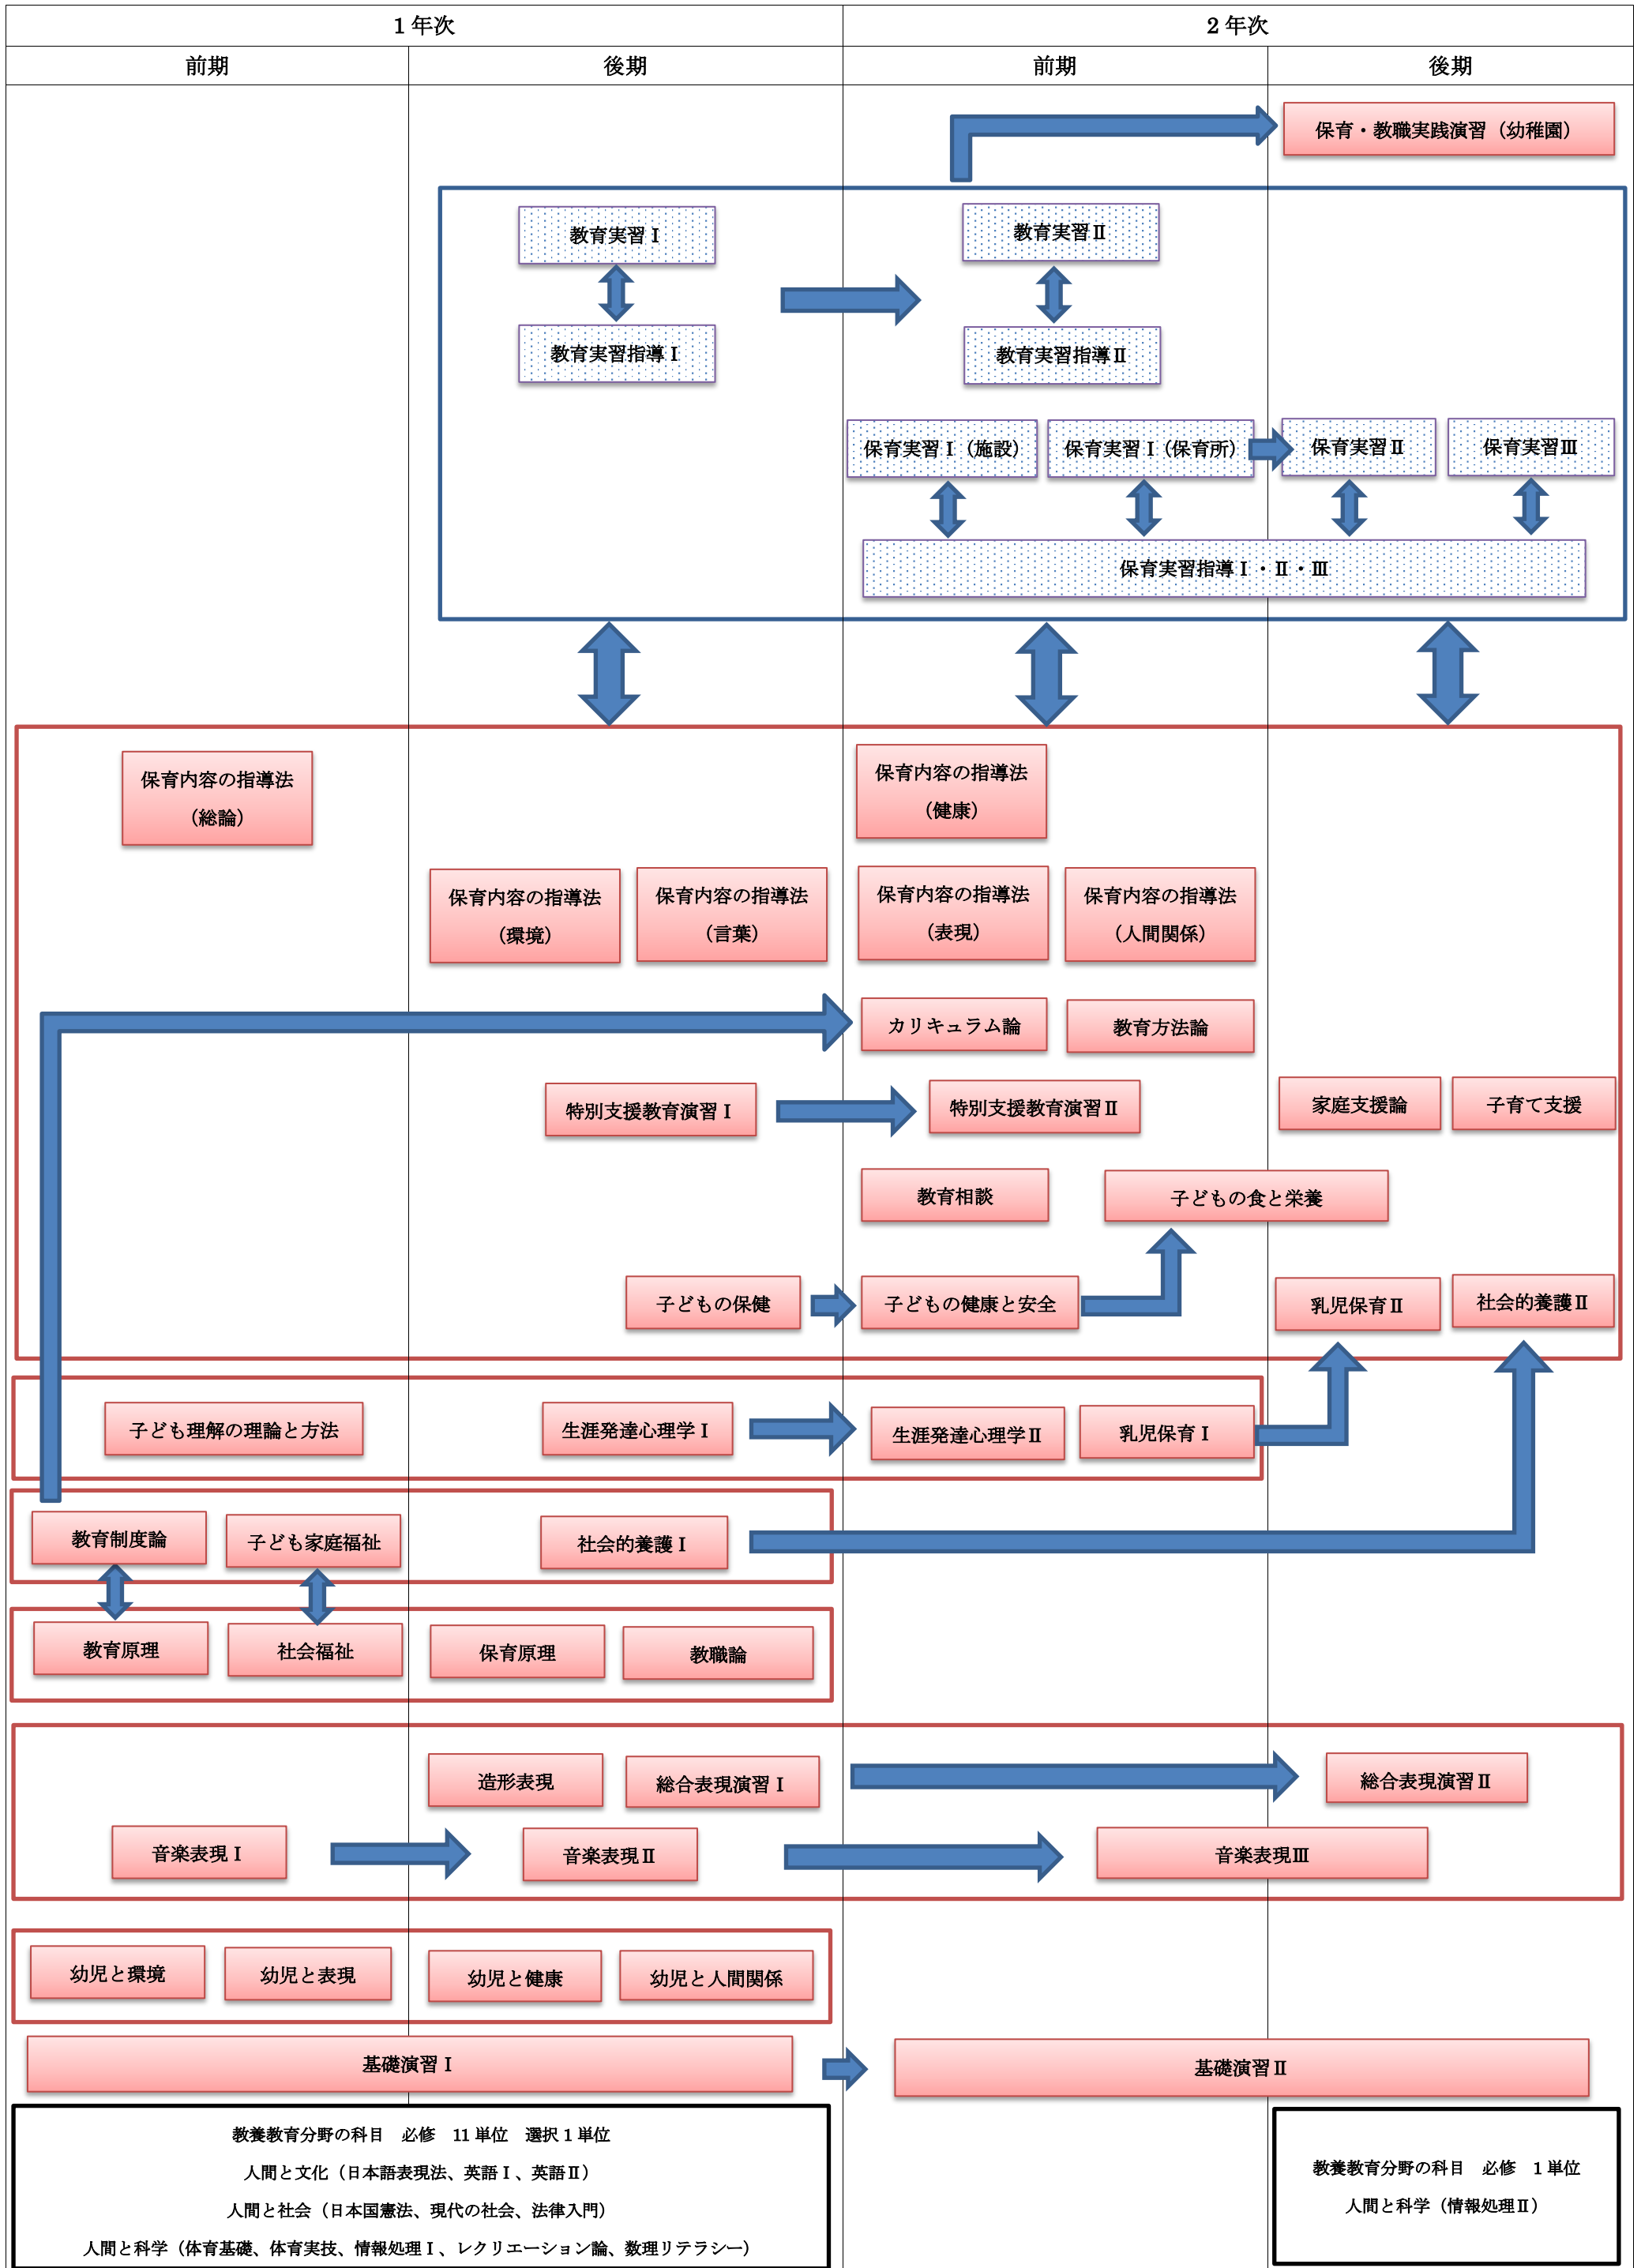 1 年次
2 年次
前期
後期
前期
後期
保育・教職実践演習（幼稚園）
教育実習Ⅰ
教育実習Ⅱ
教育実習指導Ⅰ
教育実習指導Ⅱ
保育実習Ⅰ（施設）
保育実習Ⅰ（保育所）
保育実習Ⅱ
保育実習Ⅲ
保育実習指導Ⅰ・Ⅱ・Ⅲ
保育内容の指導法
（総論）
保育内容の指導法
（健康）
保育内容の指導法
（環境）
保育内容の指導法
（言葉）
保育内容の指導法
（表現）
保育内容の指導法
（人間関係）
カリキュラム論
教育方法論
特別支援教育演習Ⅰ
特別支援教育演習Ⅱ
家庭支援論
子育て支援
教育相談
子どもの食と栄養
子どもの保健
子どもの健康と安全
乳児保育Ⅱ
社会的養護Ⅱ
子ども理解の理論と方法
生涯発達心理学Ⅰ
生涯発達心理学Ⅱ
乳児保育Ⅰ
教育制度論
子ども家庭福祉
社会的養護Ⅰ
教育原理
社会福祉
保育原理
教職論
造形表現
総合表現演習Ⅰ
総合表現演習Ⅱ
音楽表現Ⅰ
音楽表現Ⅱ
音楽表現Ⅲ
幼児と環境
幼児と表現
幼児と健康
幼児と人間関係
基礎演習Ⅰ
基礎演習Ⅱ
教養教育分野の科目　必修　11 単位　選択 1 単位
人間と文化（日本語表現法、英語Ⅰ、英語Ⅱ）
人間と社会（日本国憲法、現代の社会、法律入門）
人間と科学（体育基礎、体育実技、情報処理Ⅰ、レクリエーション論、数理リテラシー）
教養教育分野の科目　必修　1 単位
人間と科学（情報処理Ⅱ）